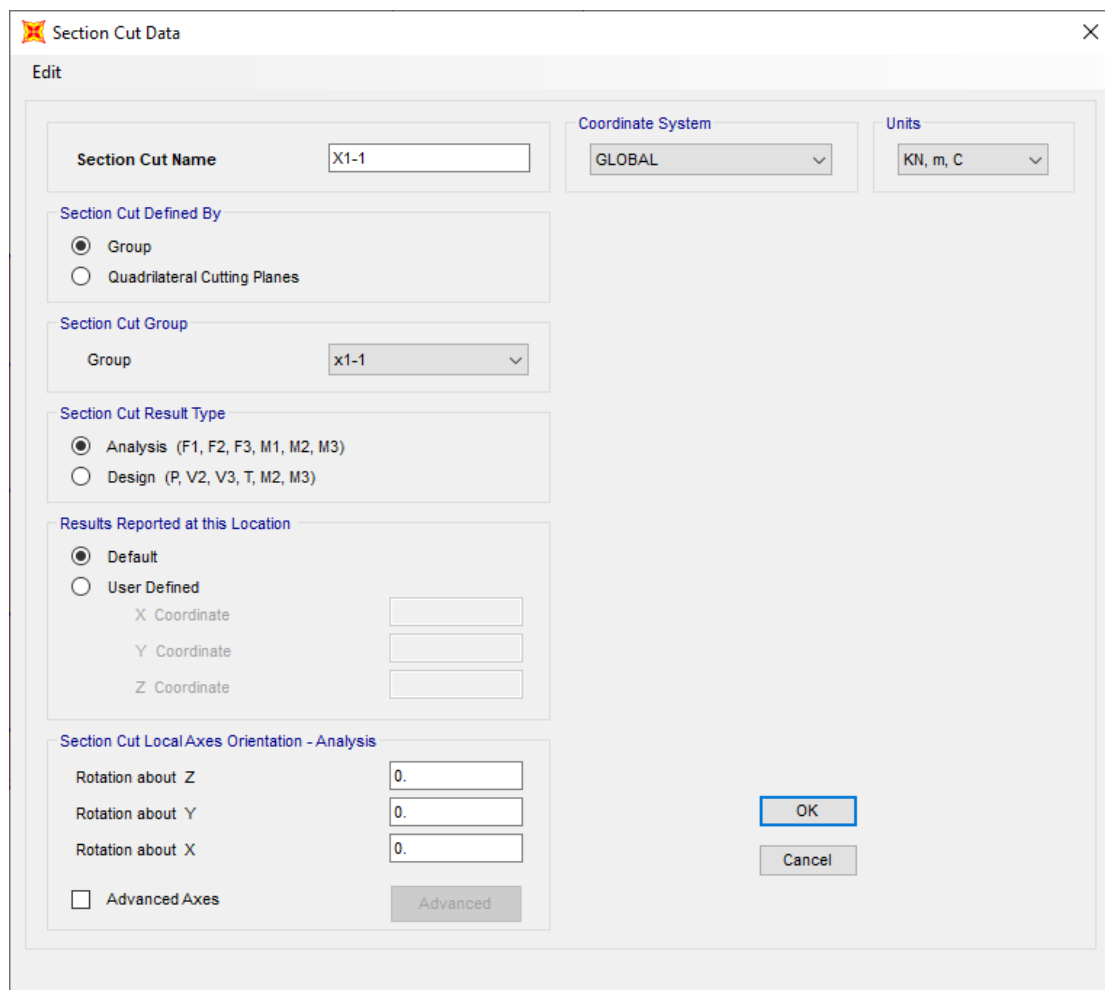 Section Cut Data
Edit
Section Cut Name X1-1
Coordinate System
GLOBAL
Units
KN, m, C
Section Cut Defined By
Group
Quadrilateral Cutting Planes
Section Cut Group
Group x1-1
Section Cut Result Type
Analysis (F1, F2, F3, M1, M2, M3)
Design (P, V2, V3, T, M2, M3)
Results Reported at this Location
Default
User Defined
X Coordinate
Y Coordinate
Z Coordinate
Section Cut Local Axes Orientation - Analysis
Rotation about Z 0.
Rotation about Y 0.
Rotation about X 0.
Advanced Axes Advanced
OK
Cancel